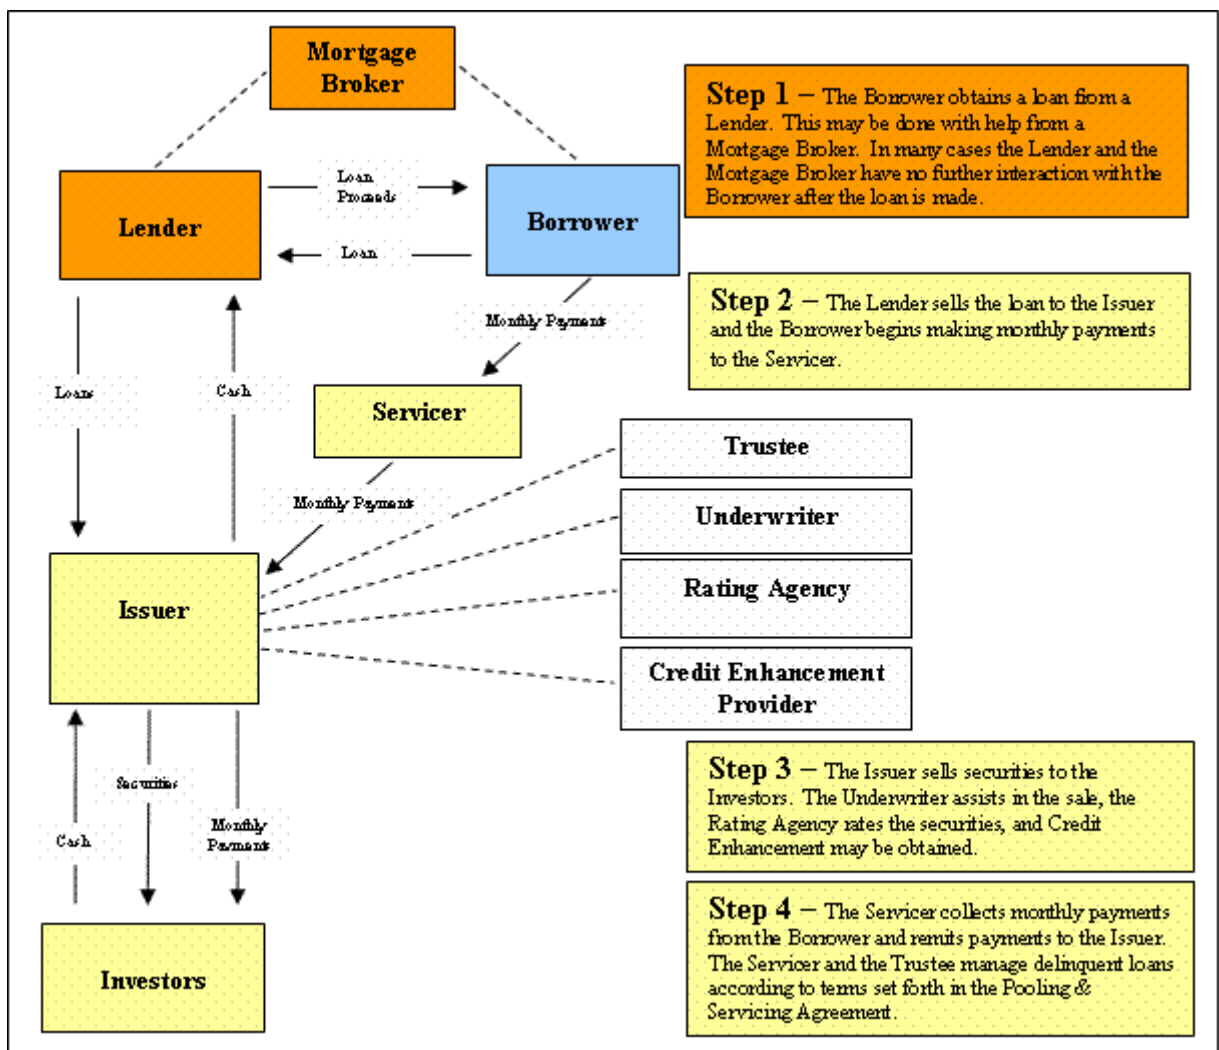 Mortgage
Broker
Step 1 – The Borrower obtains a loan from a
Lender. This may be done with help from a
Mortgage Broker. In many cases the Lender and the
Mortgage Broker have no further interaction with the
Borrower after the loan is made.
Loan
Proceeds
Lender
Borrower
Loan
Step 2 – The Lender sells the loan to the Issuer
and the Borrower begins making monthly payments
to the Servicer.
Monthly Payments
Loans
Cash
Servicer
Trustee
Monthly Payments
Underwriter
Rating Agency
Issuer
Credit Enhancement
Provider
Securities
Monthly
Payments
Cash
Step 3 – The Issuer sells securities to the
Investors. The Underwriter assists in the sale, the
Rating Agency rates the securities, and Credit
Enhancement may be obtained.
Step 4 – The Servicer collects monthly payments
from the Borrower and remits payments to the Issuer.
The Servicer and the Trustee manage delinquent loans
according to terms set forth in the Pooling &
Servicing Agreement.
Investors